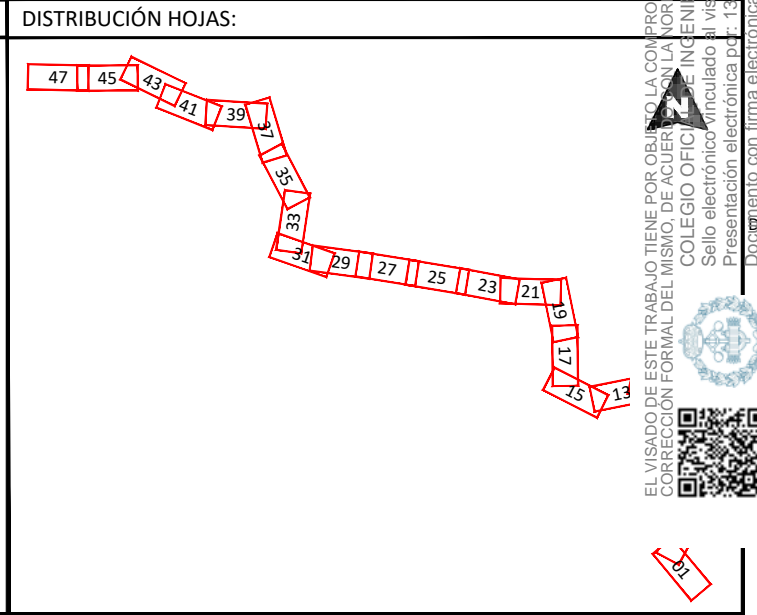 DISTRIBUCIÓN HOJAS:
47
45
43
41
39
37
35
33
31
29
27
25
23
21
19
17
15
13
01
N
EL VISADO DE ESTE TRABAJO TIENE POR OBJETO LA COMPRO
CORRECCIÓN FORMAL DEL MISMO, DE ACUERDO CON LA NOR
COLEGIO OFICIAL DE INGENI
Sello electrónico vinculado al vis
Presentación electrónica por: 13
Documento con firma electrónica